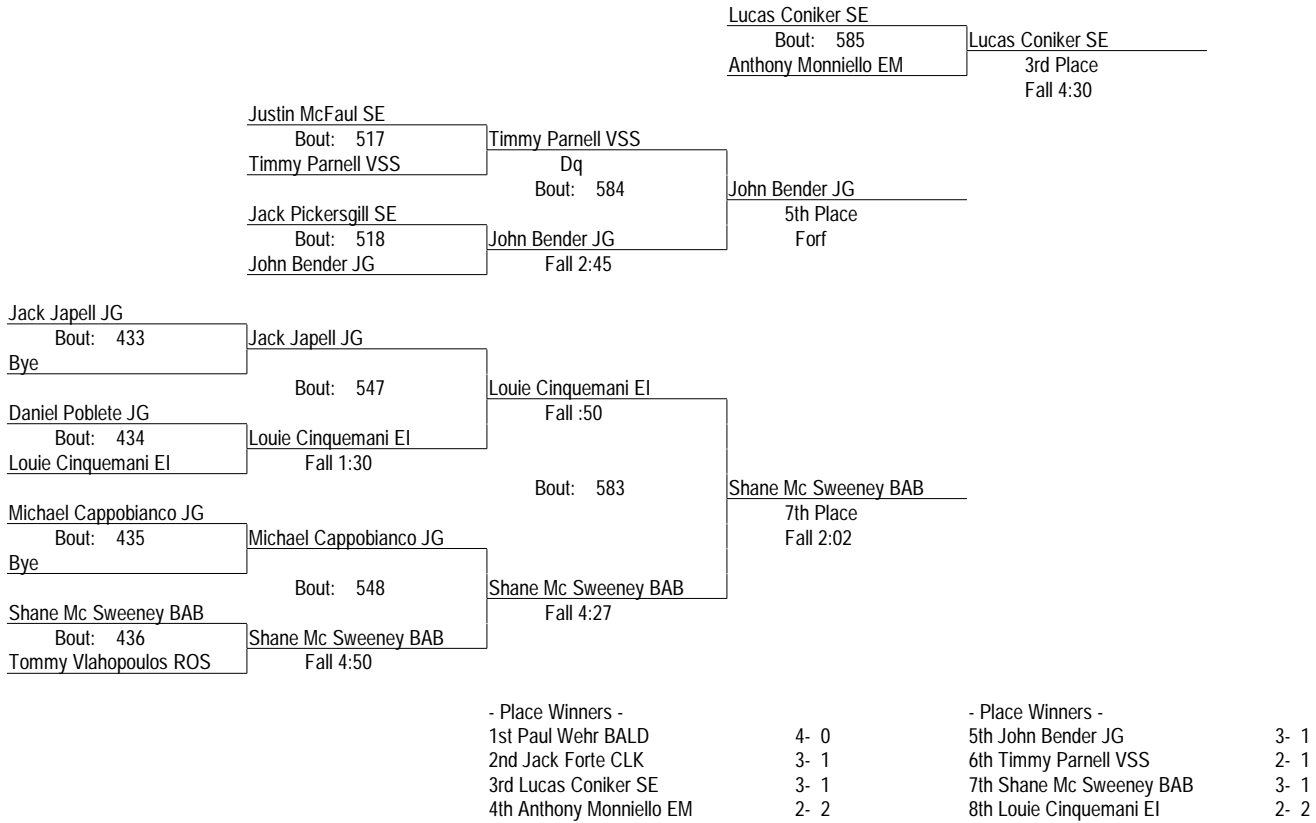 Lucas Coniker SE
Bout: 585
Lucas Coniker SE
Anthony Monniello EM
3rd Place
Fall 4:30
Justin McFaul SE
Bout: 517
Timmy Parnell VSS
Timmy Parnell VSS
Dq
Bout: 584
John Bender JG
Jack Pickersgill SE
5th Place
Bout: 518
John Bender JG
Forf
John Bender JG
Fall 2:45
Jack Japell JG
Bout: 433
Jack Japell JG
Bye
Bout: 547
Louie Cinquemani EI
Daniel Poblete JG
Fall :50
Bout: 434
Louie Cinquemani EI
Louie Cinquemani EI
Fall 1:30
Bout: 583
Shane Mc Sweeney BAB
Michael Cappobianco JG
7th Place
Bout: 435
Michael Cappobianco JG
Fall 2:02
Bye
Bout: 548
Shane Mc Sweeney BAB
Shane Mc Sweeney BAB
Fall 4:27
Bout: 436
Shane Mc Sweeney BAB
Tommy Vlahopoulos ROS
Fall 4:50
- Place Winners -
1st Paul Wehr BALD 4- 0
2nd Jack Forte CLK 3- 1
3rd Lucas Coniker SE 3- 1
4th Anthony Monniello EM 2- 2
- Place Winners -
5th John Bender JG 3- 1
6th Timmy Parnell VSS 2- 1
7th Shane Mc Sweeney BAB 3- 1
8th Louie Cinquemani EI 2- 2